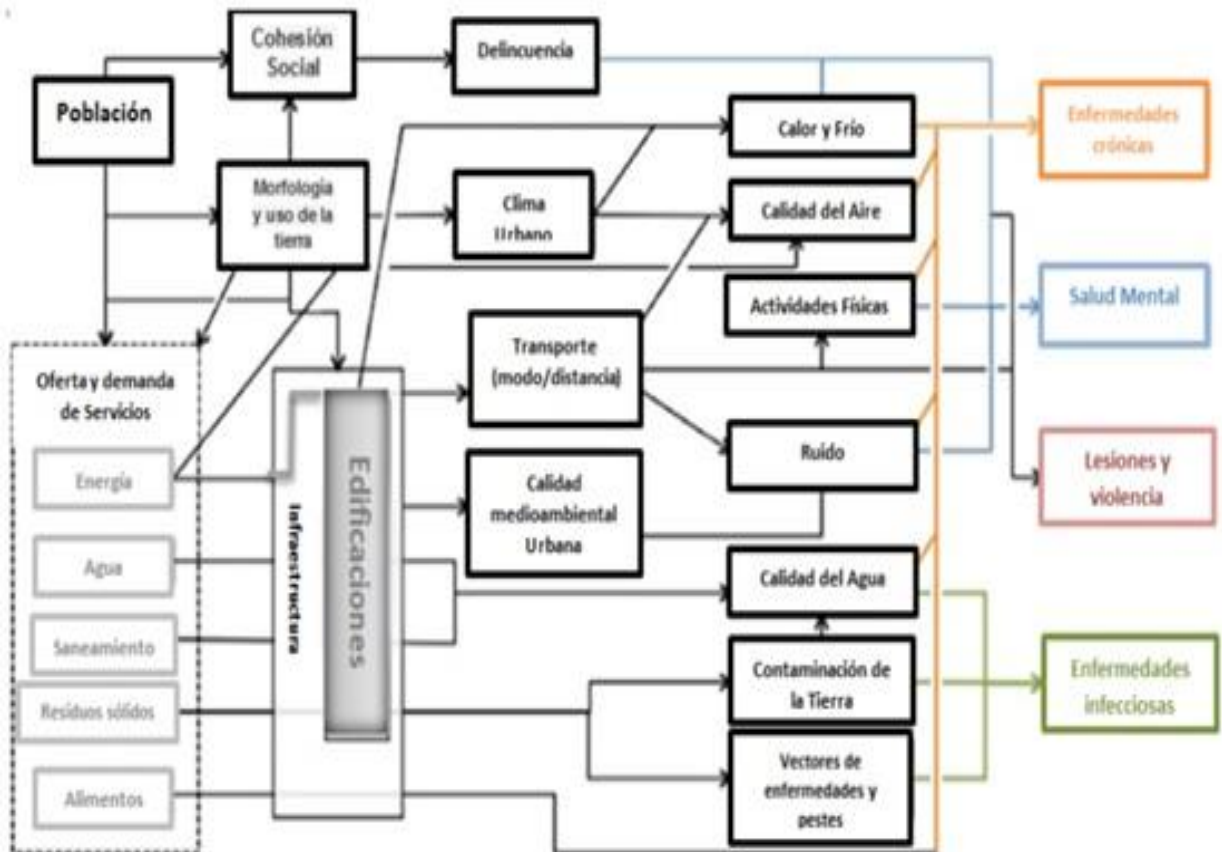 Cohesión
Social
Delincuencia
Población
Calor y Frío
Enfermedades
crónicas
Morfología
y uso de la
tierra
Clima
Urbano
Calidad del Aire
Actividades Físicas
Salud Mental
Oferta y demanda
de Servicios
Transporte
(modo/distancia)
Energía
Agua
Saneamiento
Residuos sólidos
Alimentos
Infraestructura
Edificaciones
Calidad
medioambiental
Urbana
Ruído
Lesiones y
violencia
Calidad del Agua
Contaminación de
la Tierra
Enfermedades
infecciosas
Vectores de
enfermedades y
pestes